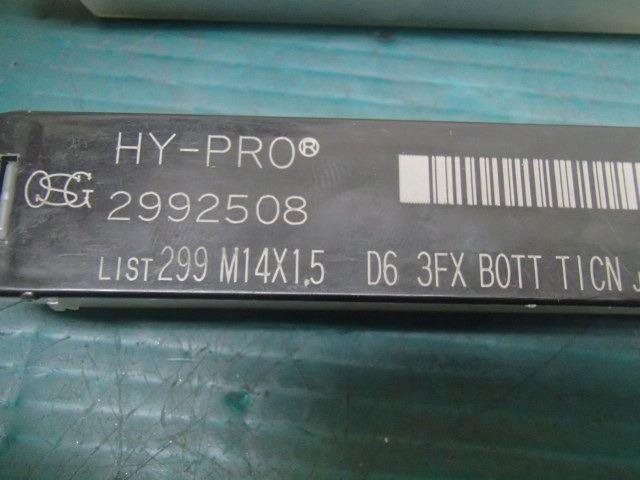 HY-PRO®
OSG 2992508
LIST 299 M14X1.5 D6 3FX BOTT TICN J